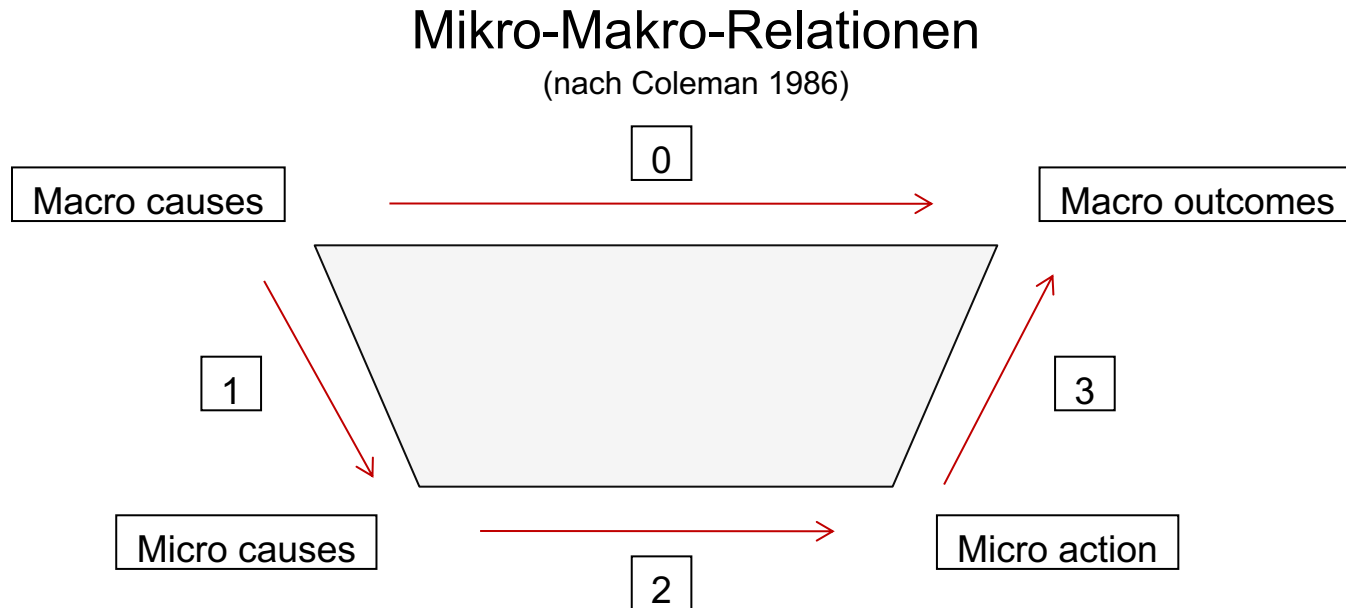 Mikro-Makro-Relationen
(nach Coleman 1986)
0
Macro causes
Macro outcomes
1
3
Micro causes
Micro action
2